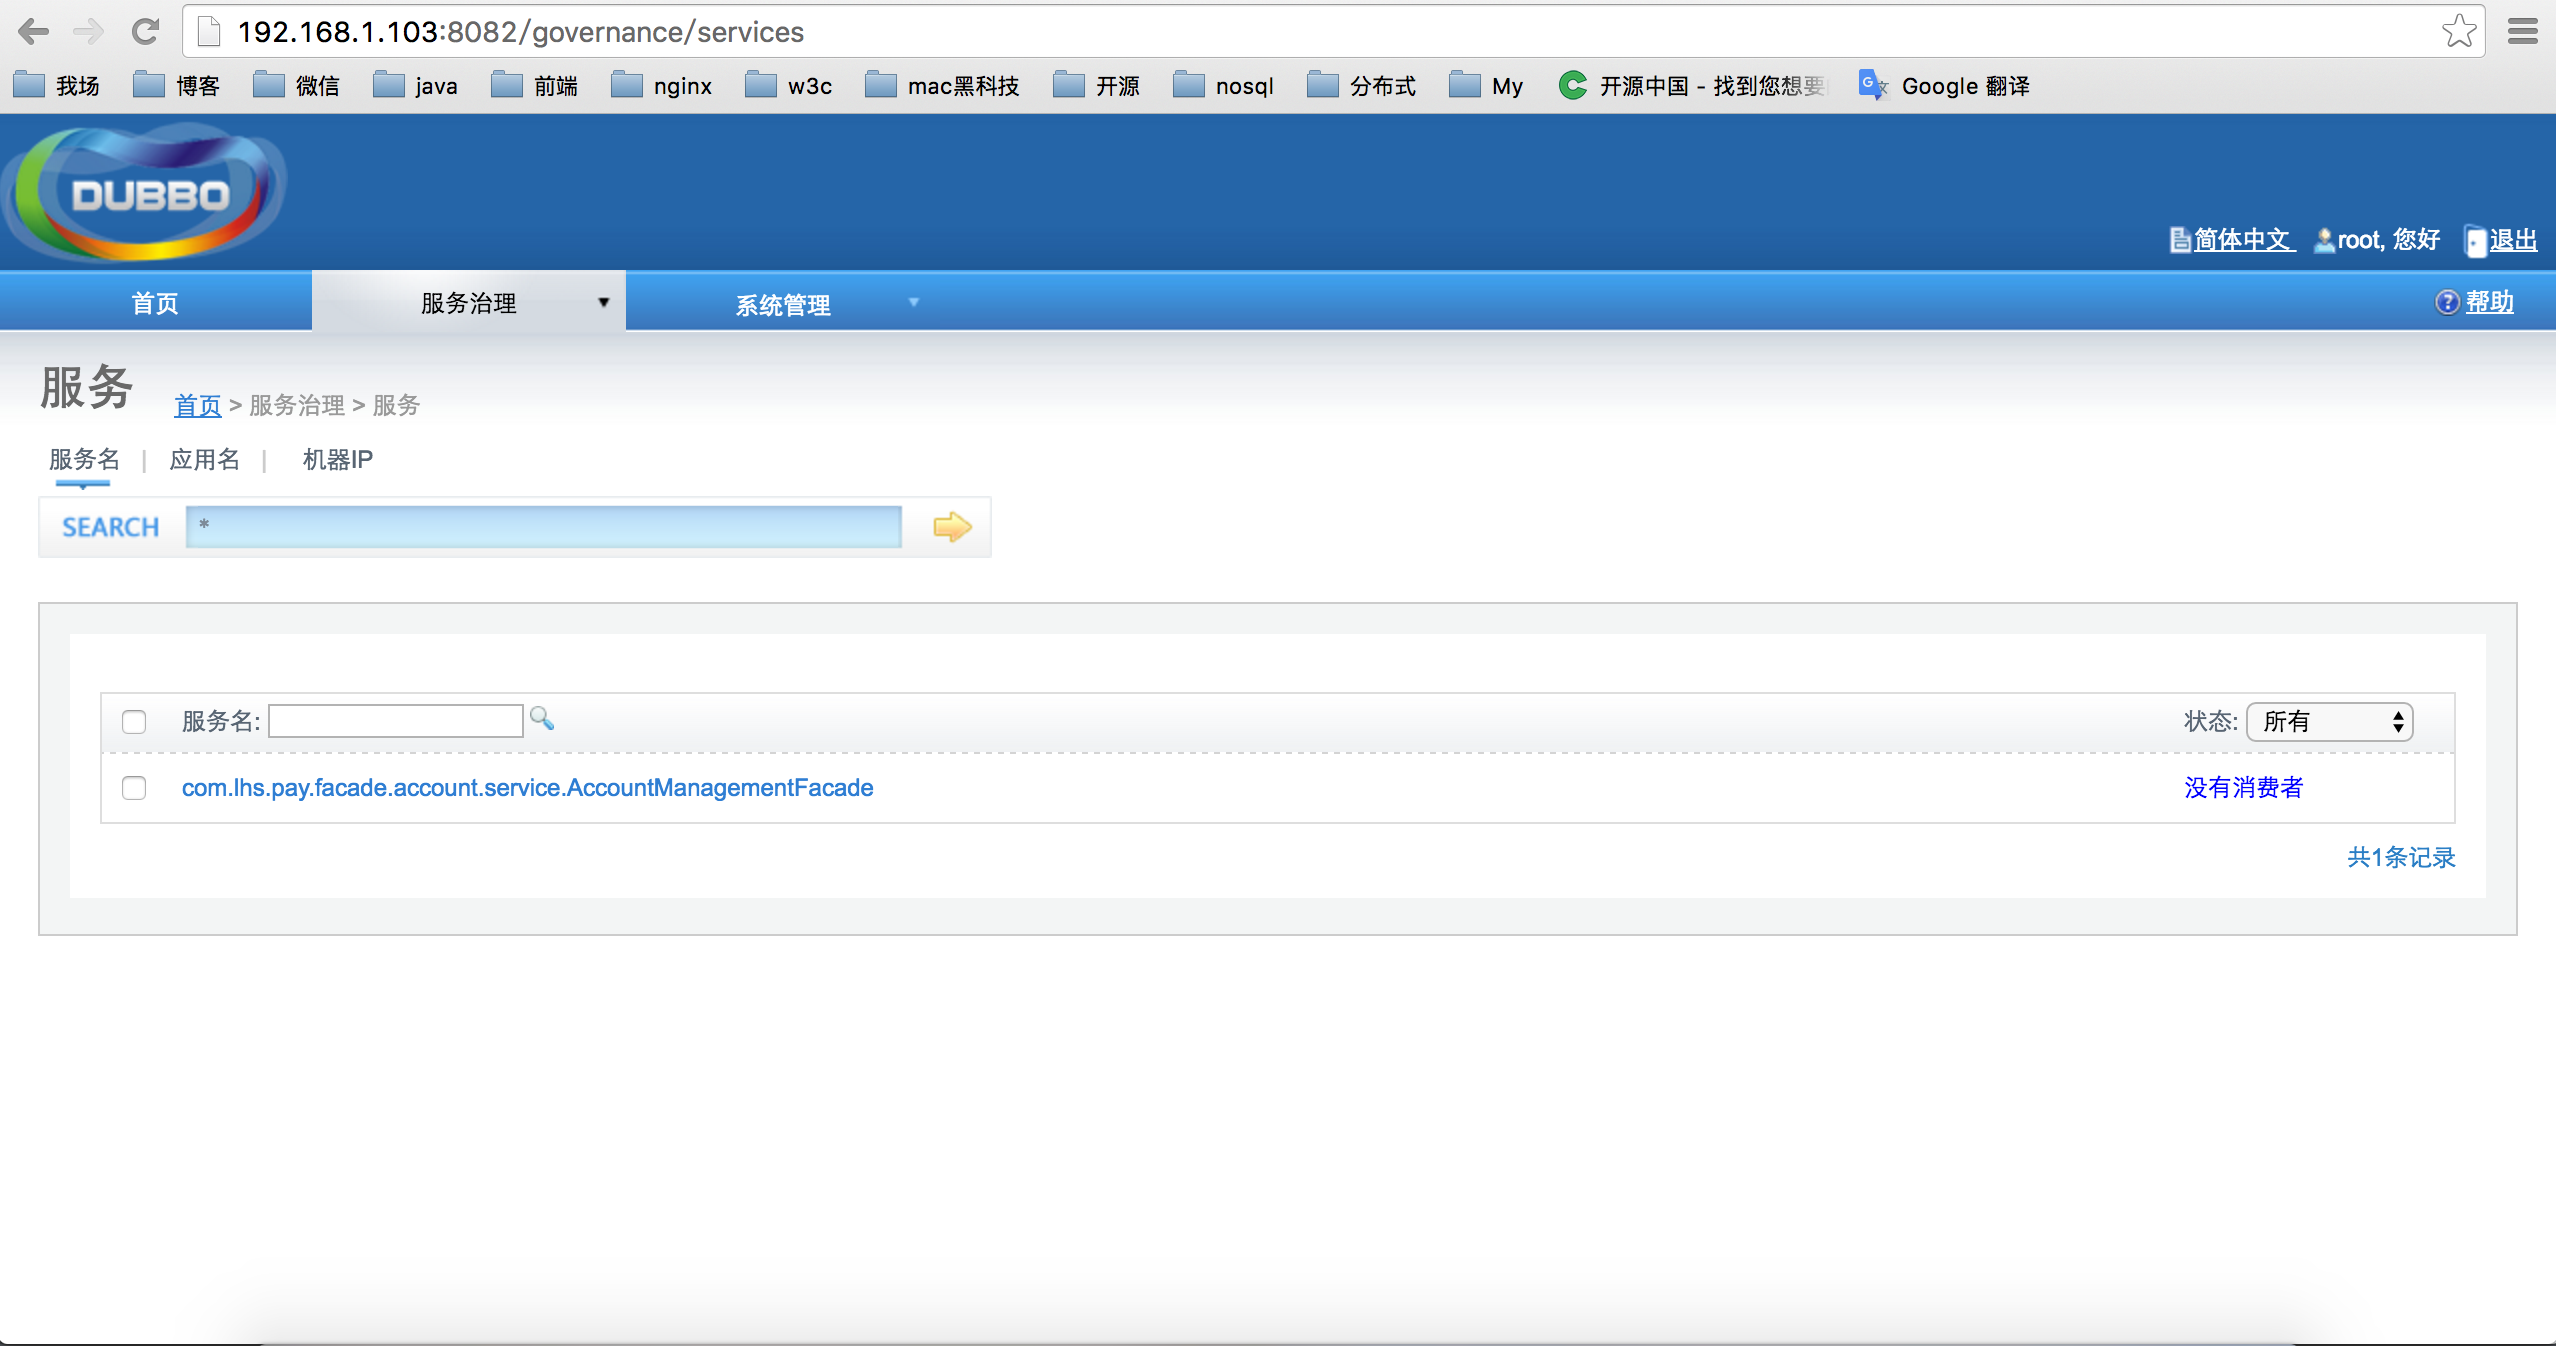 192.168.1.103:8082/governance/services
我场 博客 微信 java 前端 nginx w3c mac黑科技 开源 nosql 分布式 My 开源中国 - 找到您想要 Google 翻译
DUBBO
简体中文 root, 您好 退出
首页 服务治理 系统管理 帮助
服务 首页 > 服务治理 > 服务
服务名 | 应用名 | 机器IP
SEARCH *
服务名: 状态: 所有
com.lhs.pay.facade.account.service.AccountManagementFacade 没有消费者
共1条记录